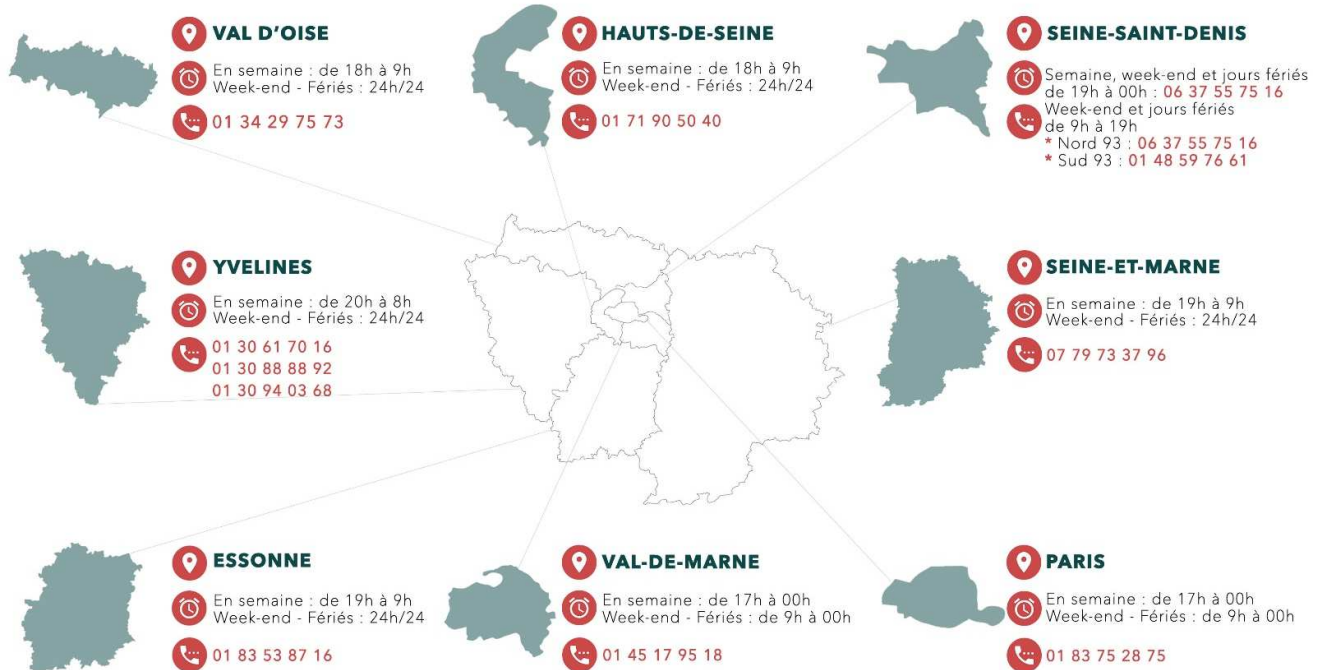 VAL D'OISE
En semaine : de 18h à 9h
Week-end - Fériés : 24h/24
01 34 29 75 73
HAUTS-DE-SEINE
En semaine : de 18h à 9h
Week-end - Fériés : 24h/24
01 71 90 50 40
SEINE-SAINT-DENIS
Semaine, week-end et jours fériés
de 19h à 00h : 06 37 55 75 16
Week-end et jours fériés
de 9h à 19h
* Nord 93 : 06 37 55 75 16
* Sud 93 : 01 48 59 76 61
YVELINES
En semaine : de 20h à 8h
Week-end - Fériés : 24h/24
01 30 61 70 16
01 30 88 88 92
01 30 94 03 68
SEINE-ET-MARNE
En semaine : de 19h à 9h
Week-end - Fériés : 24h/24
07 79 73 37 96
ESSONNE
En semaine : de 19h à 9h
Week-end - Fériés : 24h/24
01 83 53 87 16
VAL-DE-MARNE
En semaine : de 17h à 00h
Week-end - Fériés : de 9h à 00h
01 45 17 95 18
PARIS
En semaine : de 17h à 00h
Week-end - Fériés : de 9h à 00h
01 83 75 28 75